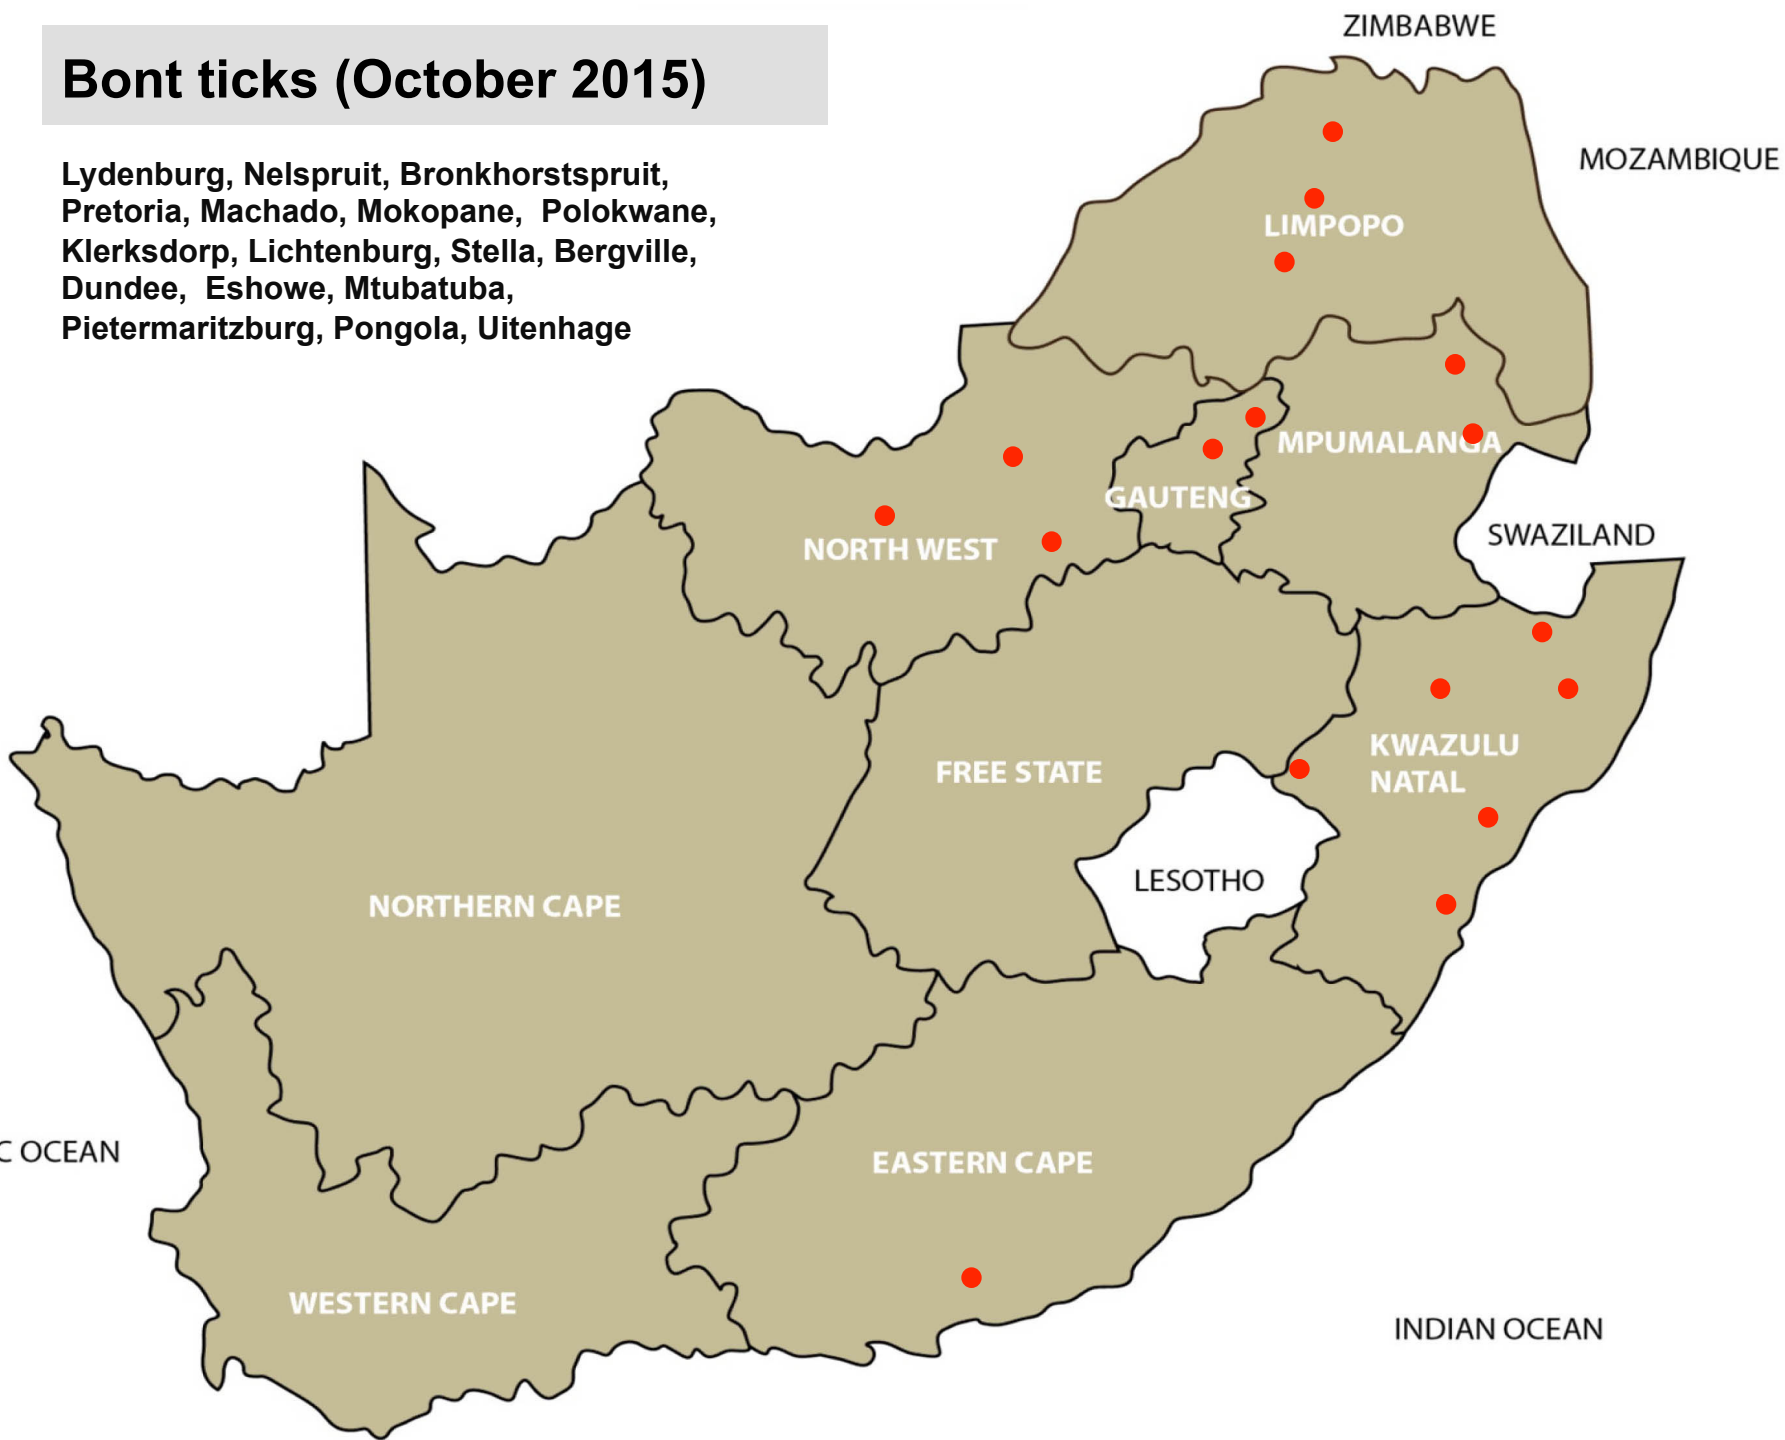 Bont ticks (October 2015)
Lydenburg, Nelspruit, Bronkhorstspruit,
Pretoria, Machado, Mokopane, Polokwane,
Klerksdorp, Lichtenburg, Stella, Bergville,
Dundee, Eshowe, Mtubatuba,
Pietermaritzburg, Pongola, Uitenhage
ZIMBABWE
MOZAMBIQUE
LIMPOPO
MPUMALANGA
GAUTENG
NORTH WEST
SWAZILAND
KWAZULU
NATAL
FREE STATE
LESOTHO
NORTHERN CAPE
C OCEAN
EASTERN CAPE
WESTERN CAPE
INDIAN OCEAN